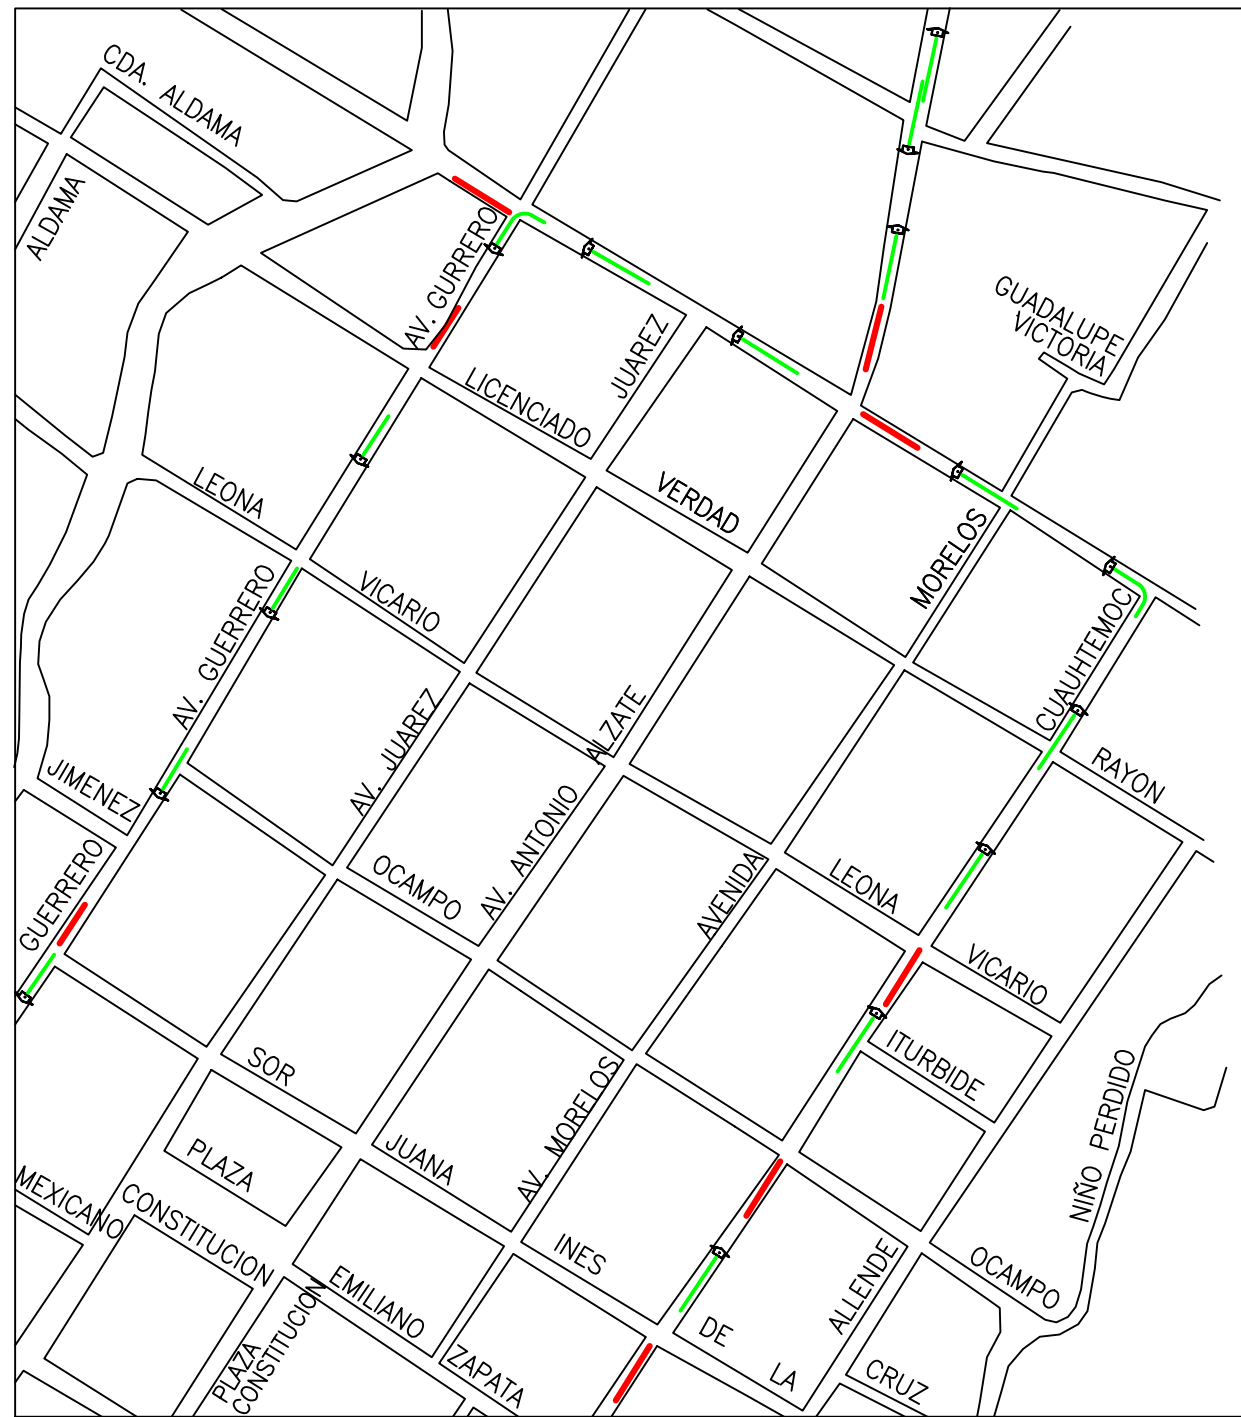 CDA. ALDAMA
ALDAMA
AV. GURRERO
JUAREZ
GUADALUPE
VICTORIA
LICENCIADO
VERDAD
LEONA
VICARIO
MORELOS
AV. GUERRERO
CUAUHTEMOC
RAYON
JIMENEZ
AV. JUAREZ
ALZATE
AV. ANTONIO
GUERRERO
OCAMPO
AVENIDA
LEONA
VICARIO
ITURBIDE
SOR
JUANA
AV. MORELOS
NIÑO PERDIDO
PLAZA
MEXICANO
CONSTITUCION
INES
EMILIANO
ALLENDE
OCAMPO
PLAZA
CONSTITUCION
ZAPATA
DE
LA
CRUZ